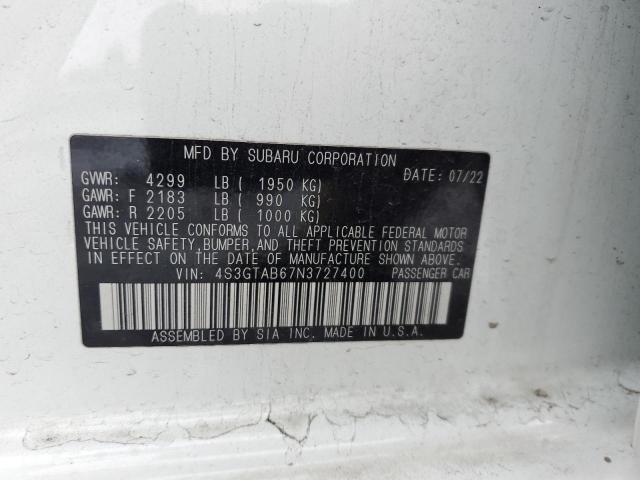 MFD BY SUBARU CORPORATION
DATE: 07/22
GVWR: 4299 LB ( 1950 KG)
GAWR: F 2183 LB ( 990 KG)
GAWR: R 2205 LB ( 1000 KG)
THIS VEHICLE CONFORMS TO ALL APPLICABLE FEDERAL MOTOR
VEHICLE SAFETY, BUMPER, AND THEFT PREVENTION STANDARDS
IN EFFECT ON THE DATE OF MANUFACTURE SHOWN ABOVE.
VIN: 4S3GTAB67N3727400 PASSENGER CAR
ASSEMBLED BY SIA INC. MADE IN U.S.A.